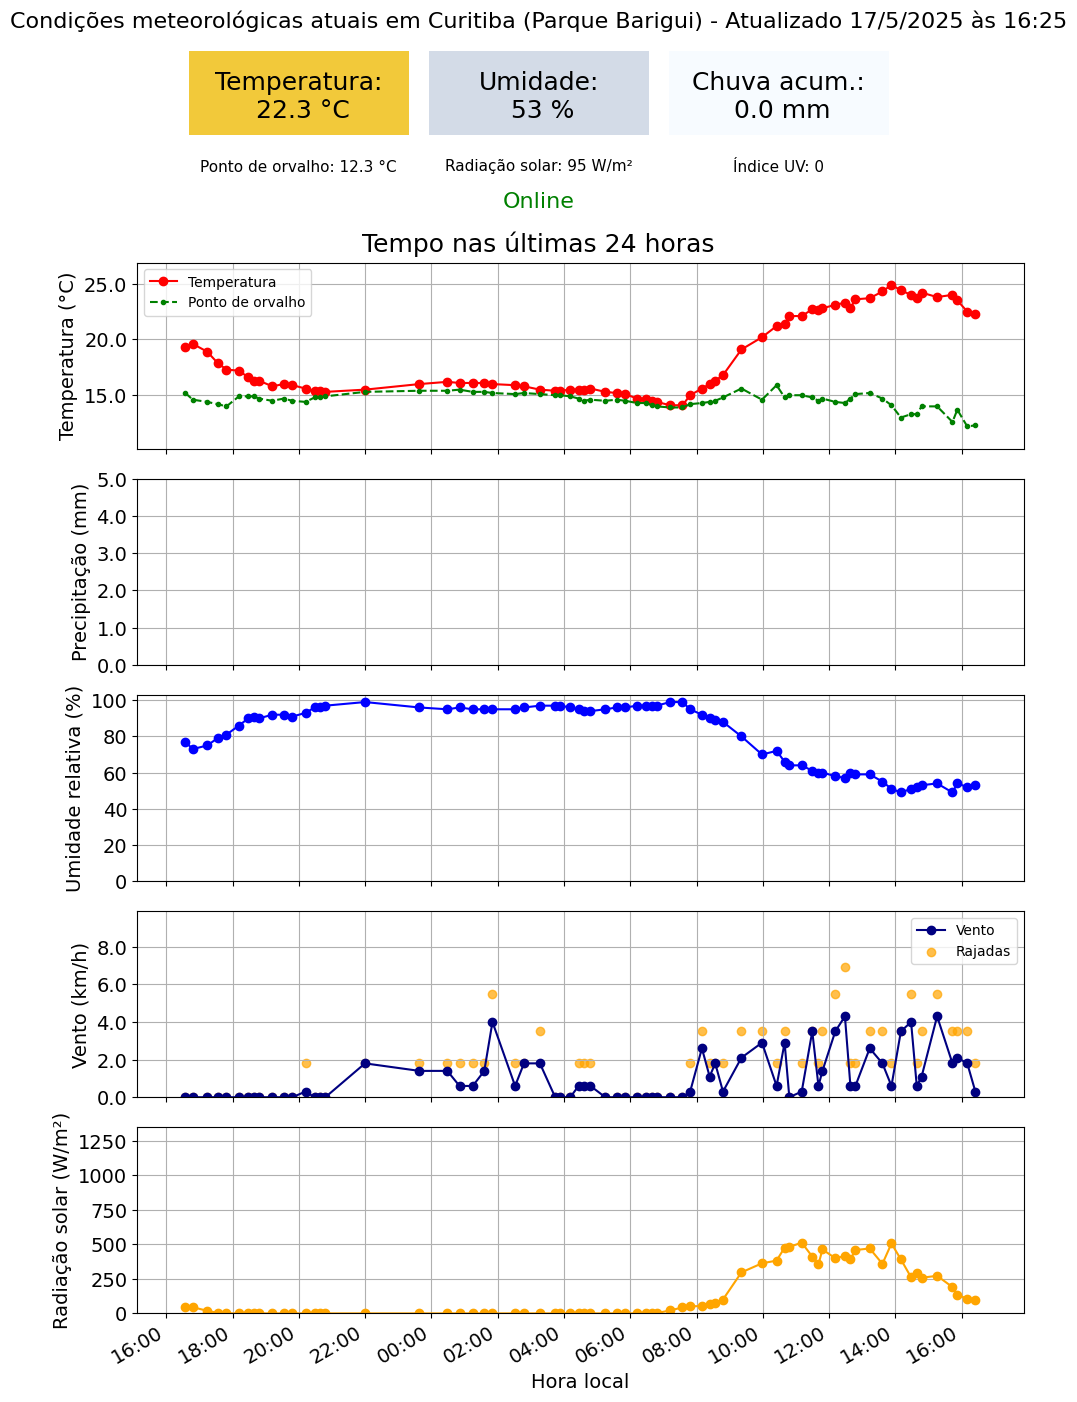 Condições meteorológicas atuais em Curitiba (Parque Barigui) - Atualizado 17/5/2025 às 16:25
Temperatura:
22.3 °C
Umidade:
53 %
Chuva acum.:
0.0 mm
Ponto de orvalho: 12.3 °C
Radiação solar: 95 W/m²
Índice UV: 0
Online
Tempo nas últimas 24 horas
Temperatura (°C)
25.0
20.0
15.0
Temperatura
Ponto de orvalho
Precipitação (mm)
5.0
4.0
3.0
2.0
1.0
0.0
Umidade relativa (%)
100
80
60
40
20
0
Vento (km/h)
8.0
6.0
4.0
2.0
0.0
Vento
Rajadas
Radiação solar (W/m²)
1250
1000
750
500
250
0
16:00
18:00
20:00
22:00
00:00
02:00
04:00
06:00
08:00
10:00
12:00
14:00
16:00
Hora local